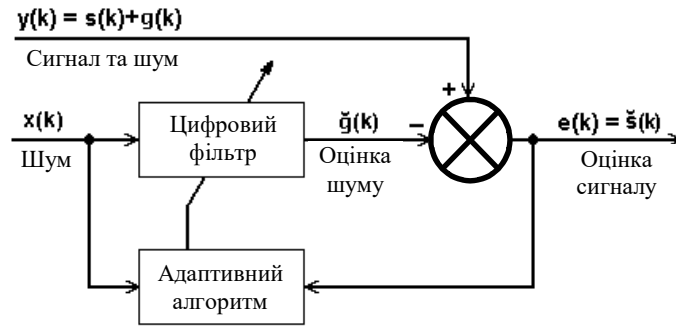 y(k) = s(k)+g(k)
Сигнал та шум
+
x(k)
Шум
Цифровий
фільтр
ğ(k)
Оцінка
шуму
−
e(k) = š(k)
Оцінка
сигналу
Адаптивний
алгоритм